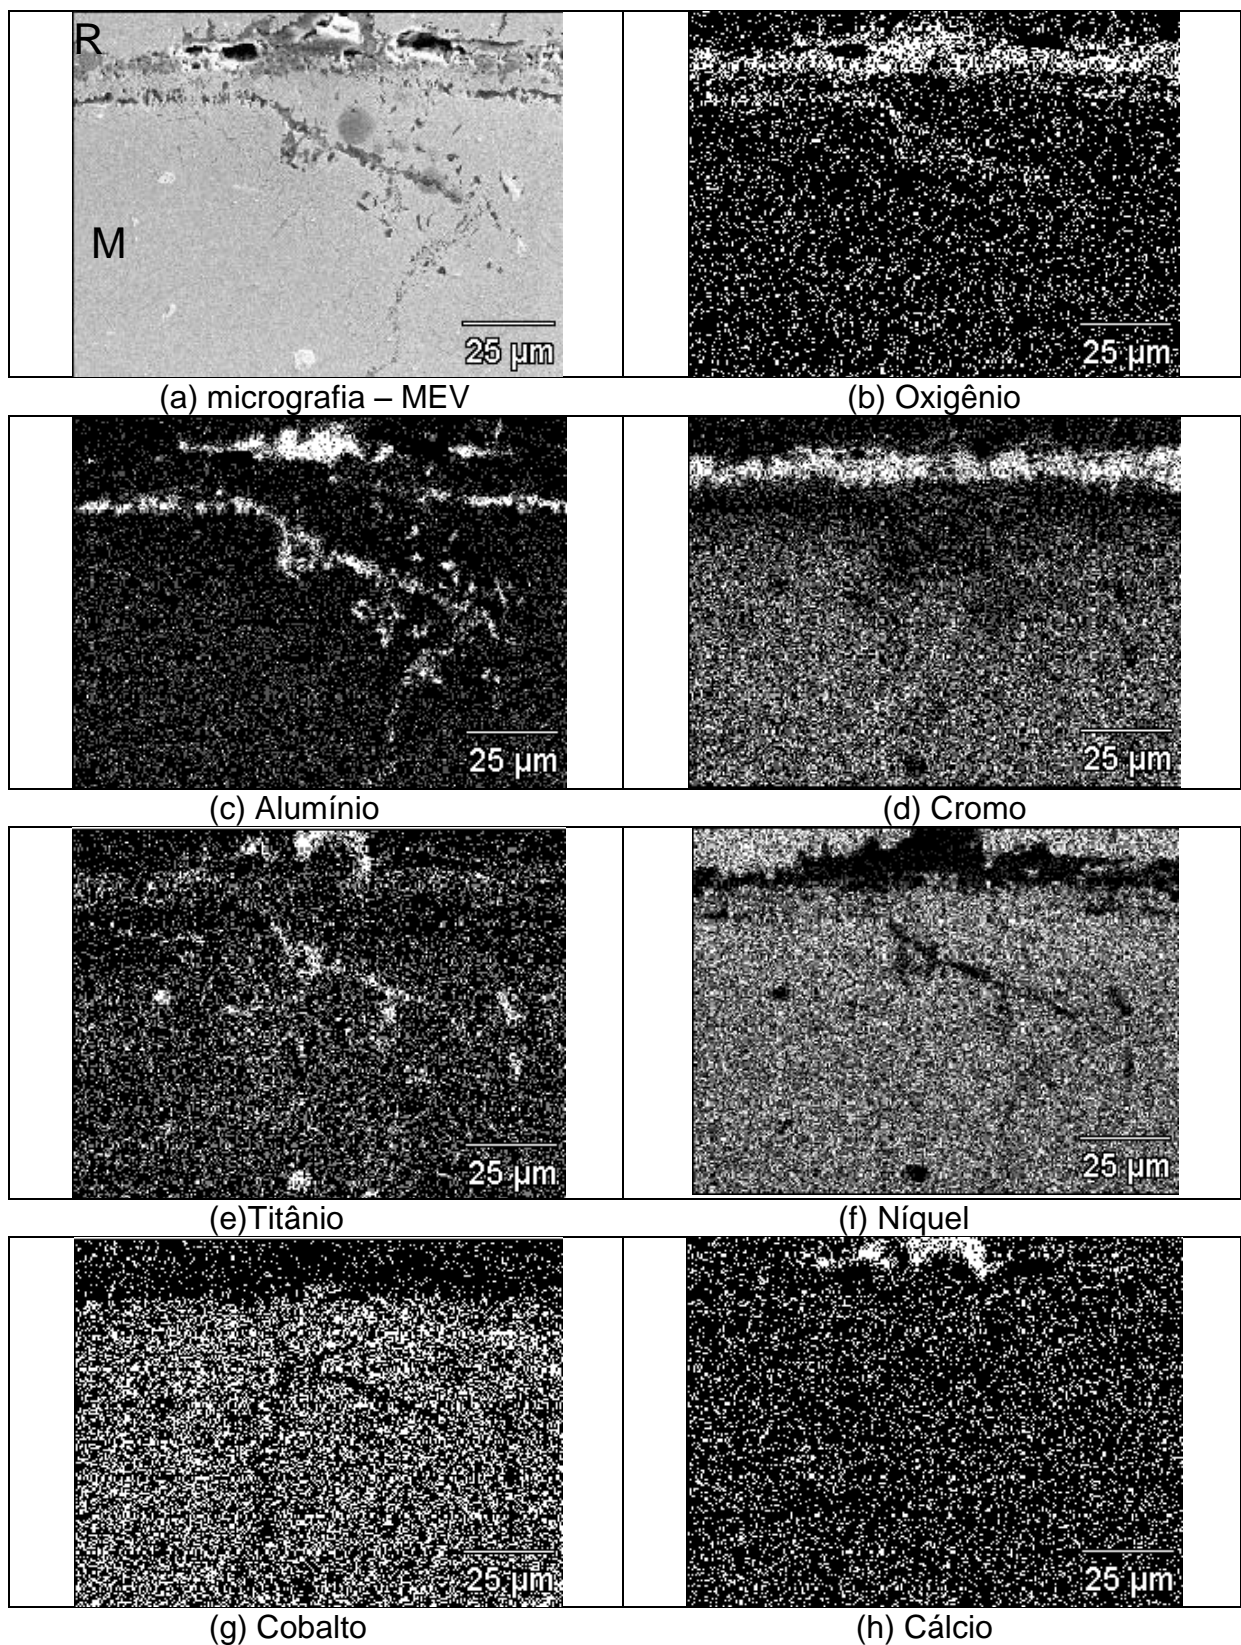 R
M
25 µm
25 µm
(a) micrografia – MEV
(b) Oxigênio
25 µm
25 µm
(c) Alumínio
(d) Cromo
25 µm
25 µm
(e)Titânio
(f) Níquel
25 µm
25 µm
(g) Cobalto
(h) Cálcio